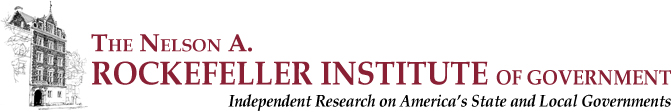 THE NELSON A.
ROCKEFELLER INSTITUTE OF GOVERNMENT
Independent Research on America's State and Local Governments